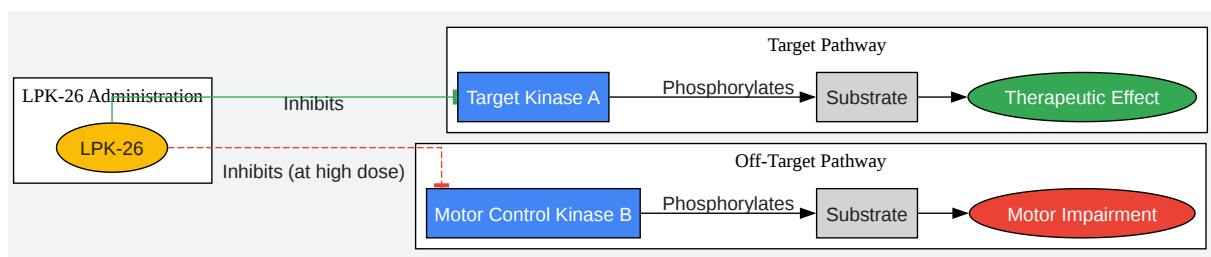 Target Pathway
LPK-26 Administration
Inhibits
Target Kinase A
Phosphorylates
Substrate
Therapeutic Effect
LPK-26
Inhibits (at high dose)
Off-Target Pathway
Motor Control Kinase B
Phosphorylates
Substrate
Motor Impairment